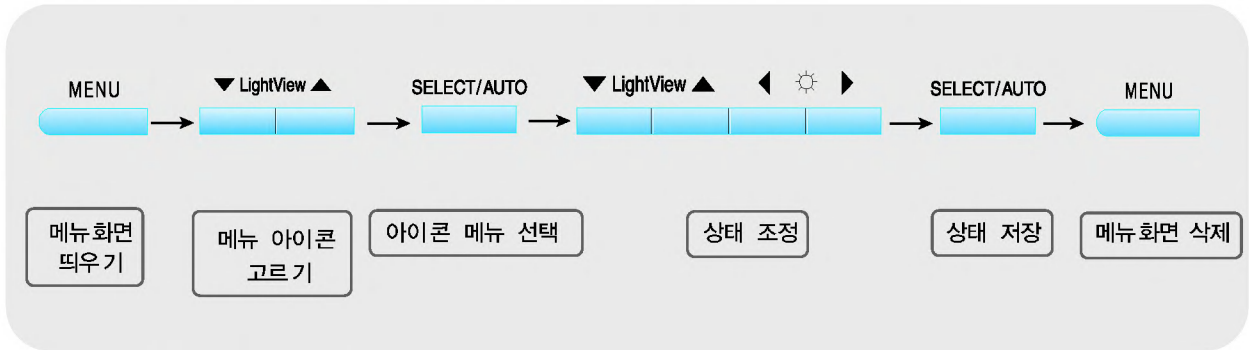 MENU
▼ LightView ▲
SELECT/AUTO
▼ LightView ▲ ◀ ☼ ▶
SELECT/AUTO
MENU
메뉴화면
띄우기
메뉴 아이콘
고르기
아이콘 메뉴 선택
상태 조정
상태 저장
메뉴화면 삭제